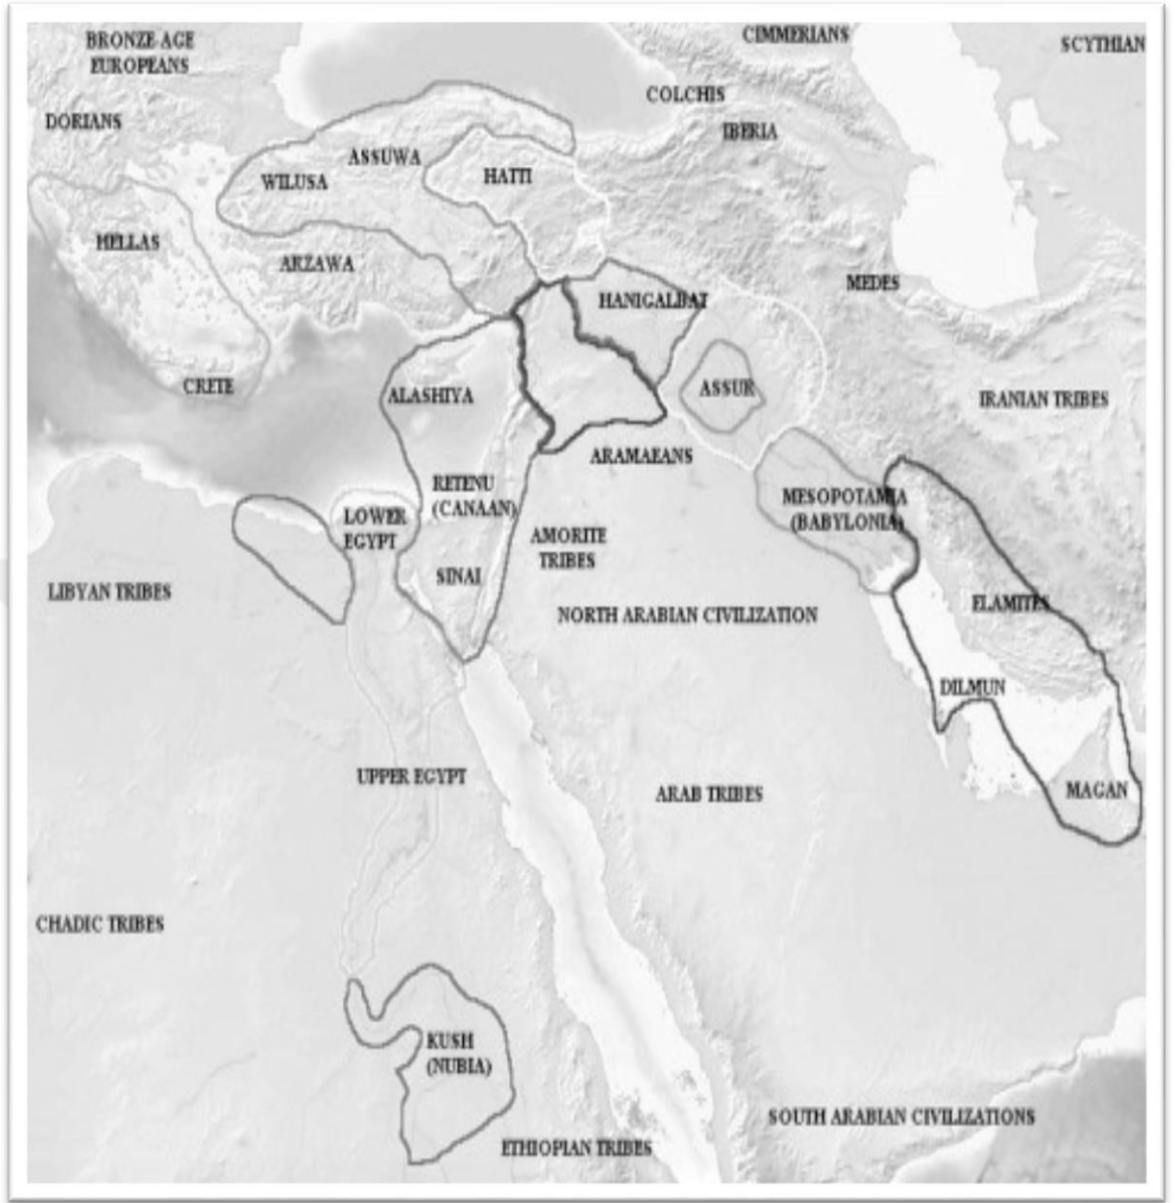 BRONZE-AGE
EUROPEANS
CIMMERIANS
SCYTHIAN
DORIANS
COLCHIS
IBERIA
ASSUWA
WILUSA
HATTI
HELLAS
ARZAWA
MEDES
HANIGALBAT
CRETE
ALASHIYA
ASSUR
IRANIAN TRIBES
ARAMAEANS
RETENU
(CANAAN)
MESOPOTAMIA
(BABYLONIA)
LOWER
EGYPT
AMORITE
TRIBES
SINAI
LIBYAN TRIBES
NORTH ARABIAN CIVILIZATION
ELAMITES
DILMUN
UPPER EGYPT
ARAB TRIBES
MAGAN
CHADIC TRIBES
KUSH
(NUBIA)
SOUTH ARABIAN CIVILIZATIONS
ETHIOPIAN TRIBES